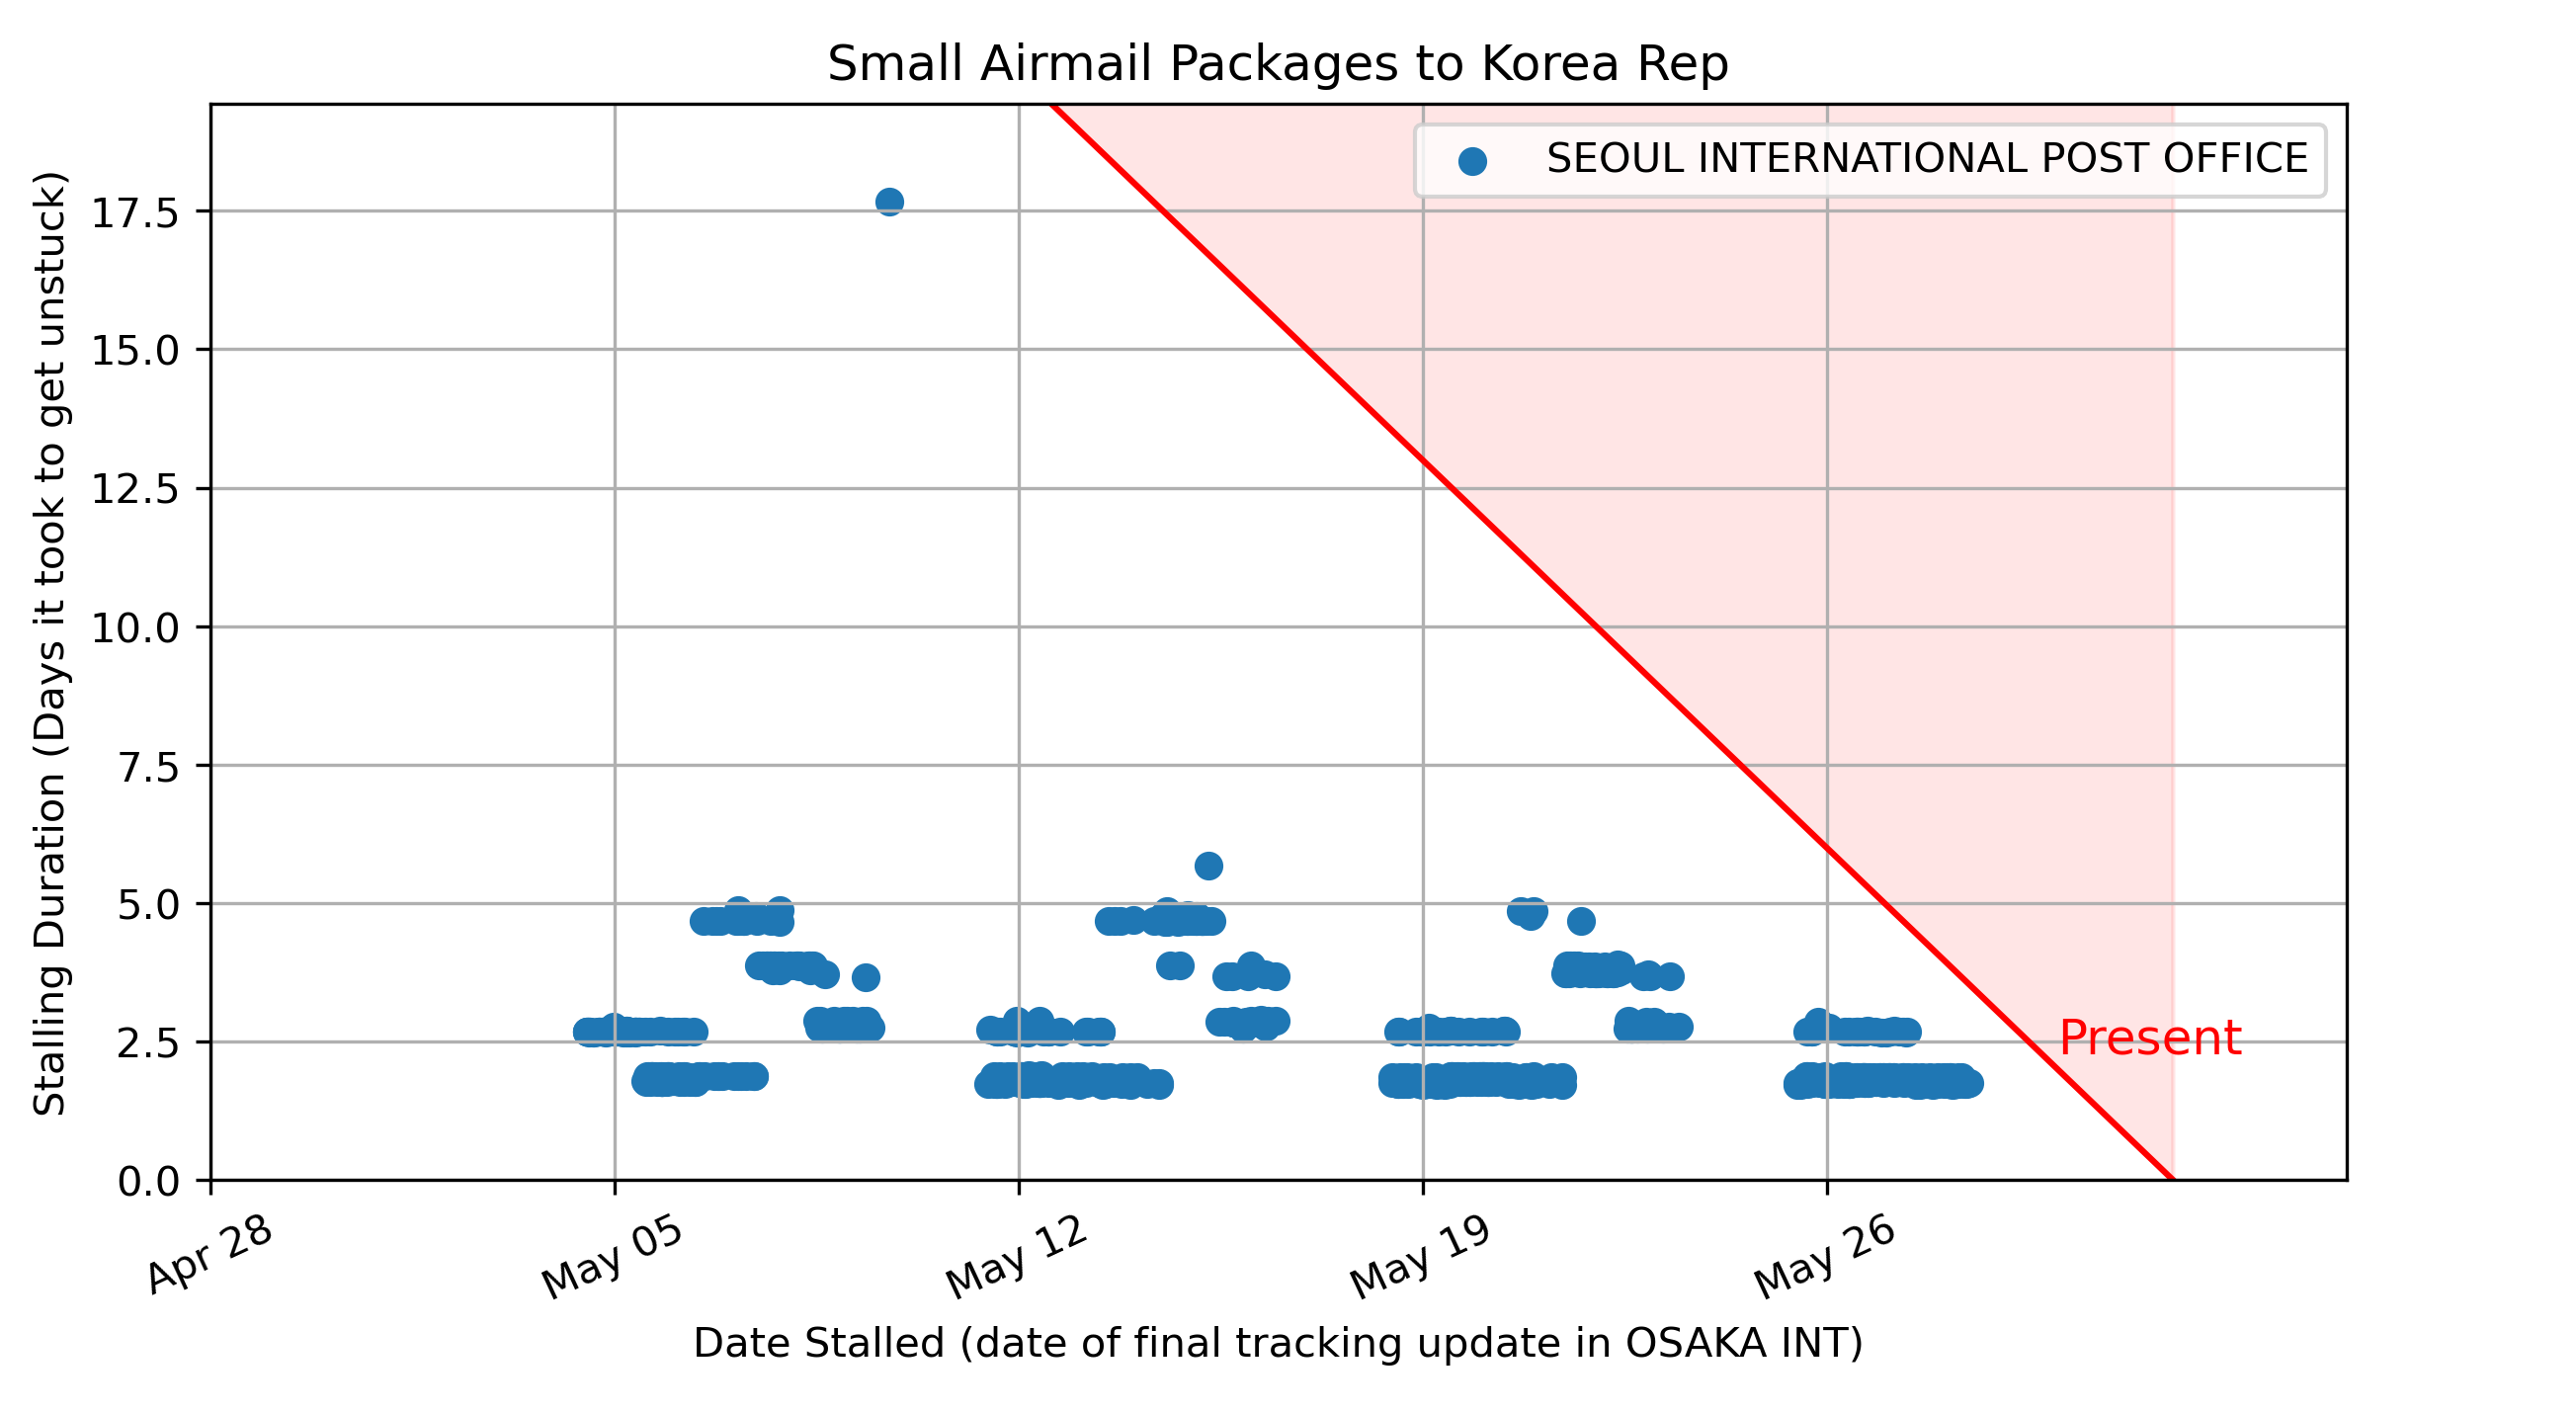 Small Airmail Packages to Korea Rep
SEOUL INTERNATIONAL POST OFFICE
Stalling Duration (Days it took to get unstuck)
17.5
15.0
12.5
10.0
7.5
5.0
2.5
0.0
Present
Apr 28
May 05
May 12
May 19
May 26
Date Stalled (date of final tracking update in OSAKA INT)